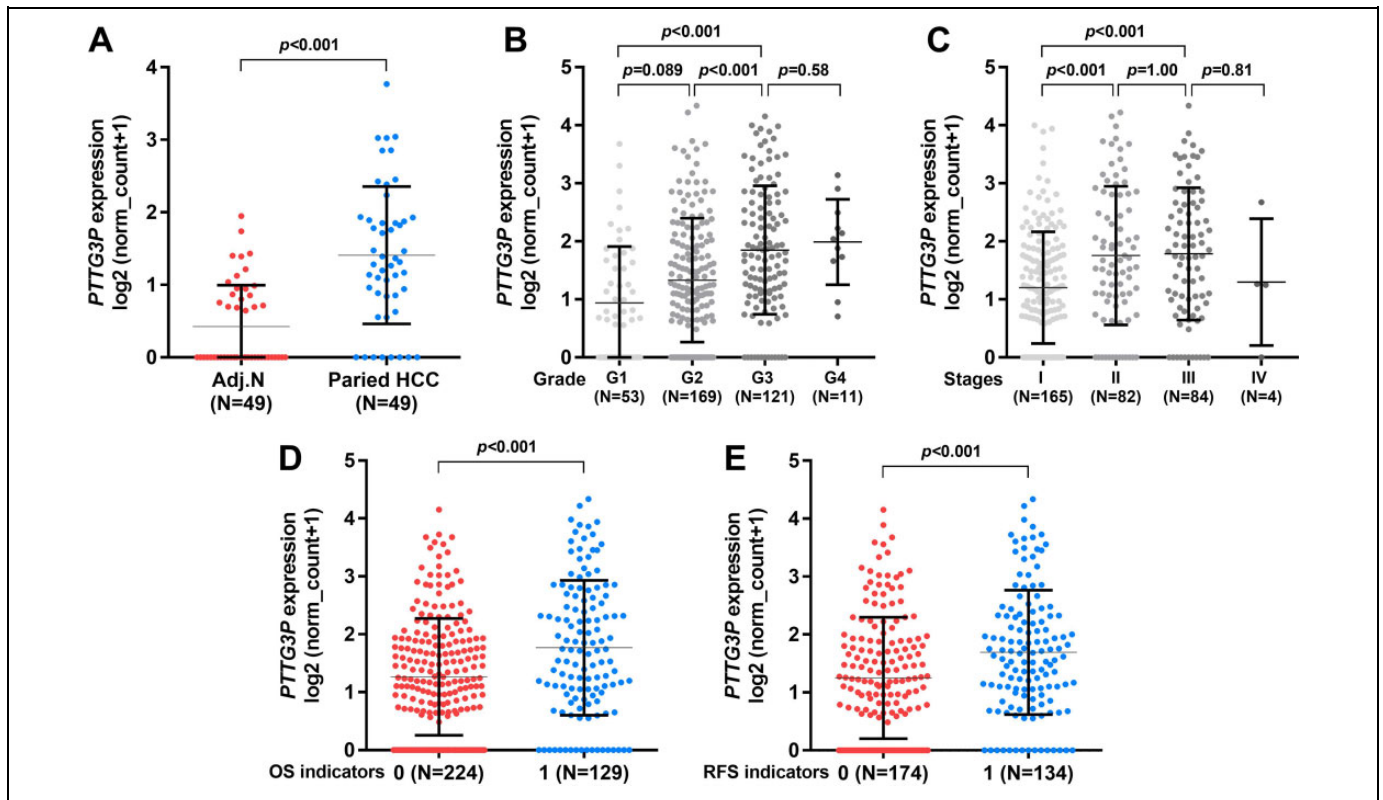 A
p<0.001
PTTG3P expression
log2 (norm_count+1)
4
3
2
1
0
Adj.N
(N=49)
Paried HCC
(N=49)
B
p<0.001
p=0.089
p<0.001
p=0.58
PTTG3P expression
log2 (norm_count+1)
5
4
3
2
1
0
Grade
G1
(N=53)
G2
(N=169)
G3
(N=121)
G4
(N=11)
C
p<0.001
p<0.001
p=1.00
p=0.81
PTTG3P expression
log2 (norm_count+1)
5
4
3
2
1
0
Stages
I
(N=165)
II
(N=82)
III
(N=84)
IV
(N=4)
D
p<0.001
PTTG3P expression
log2 (norm_count+1)
5
4
3
2
1
0
OS indicators 0 (N=224) 1 (N=129)
E
p<0.001
PTTG3P expression
log2 (norm_count+1)
5
4
3
2
1
0
RFS indicators 0 (N=174) 1 (N=134)